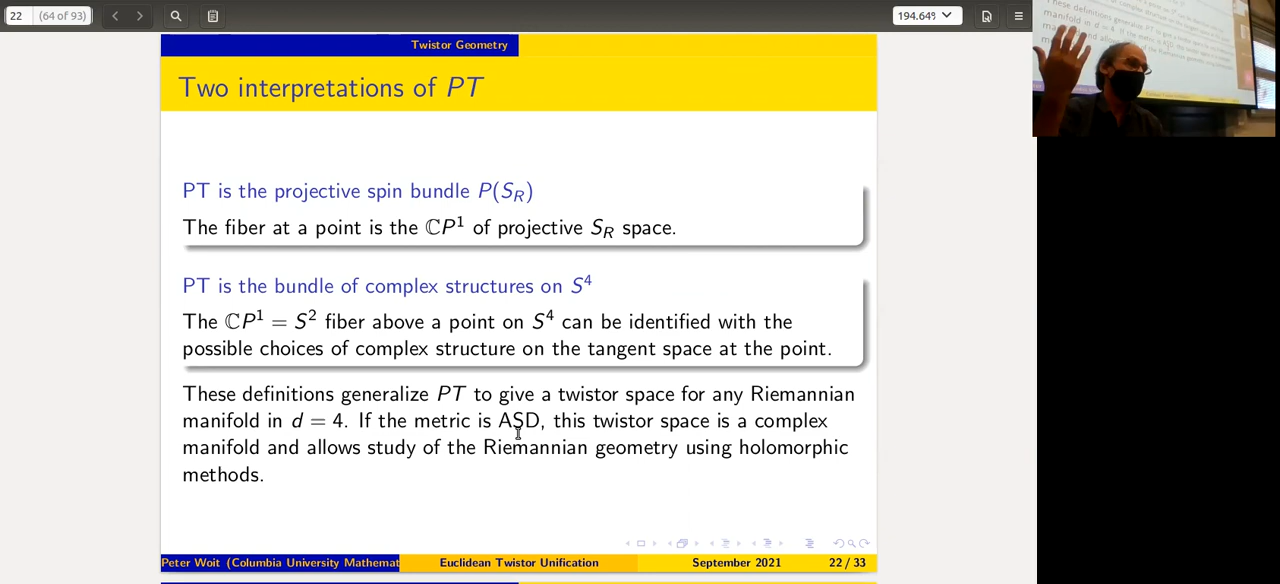 22 (64 of 93) 194.64%
Twistor Geometry
Two interpretations of PT
PT is the projective spin bundle P(S_R)
The fiber at a point is the ℂP¹ of projective S_R space.
PT is the bundle of complex structures on S⁴
The ℂP¹ = S² fiber above a point on S⁴ can be identified with the
possible choices of complex structure on the tangent space at the point.
These definitions generalize PT to give a twistor space for any Riemannian
manifold in d = 4. If the metric is ASD, this twistor space is a complex
manifold and allows study of the Riemannian geometry using holomorphic
methods.
Peter Woit (Columbia University Mathemat Euclidean Twistor Unification September 2021 22 / 33